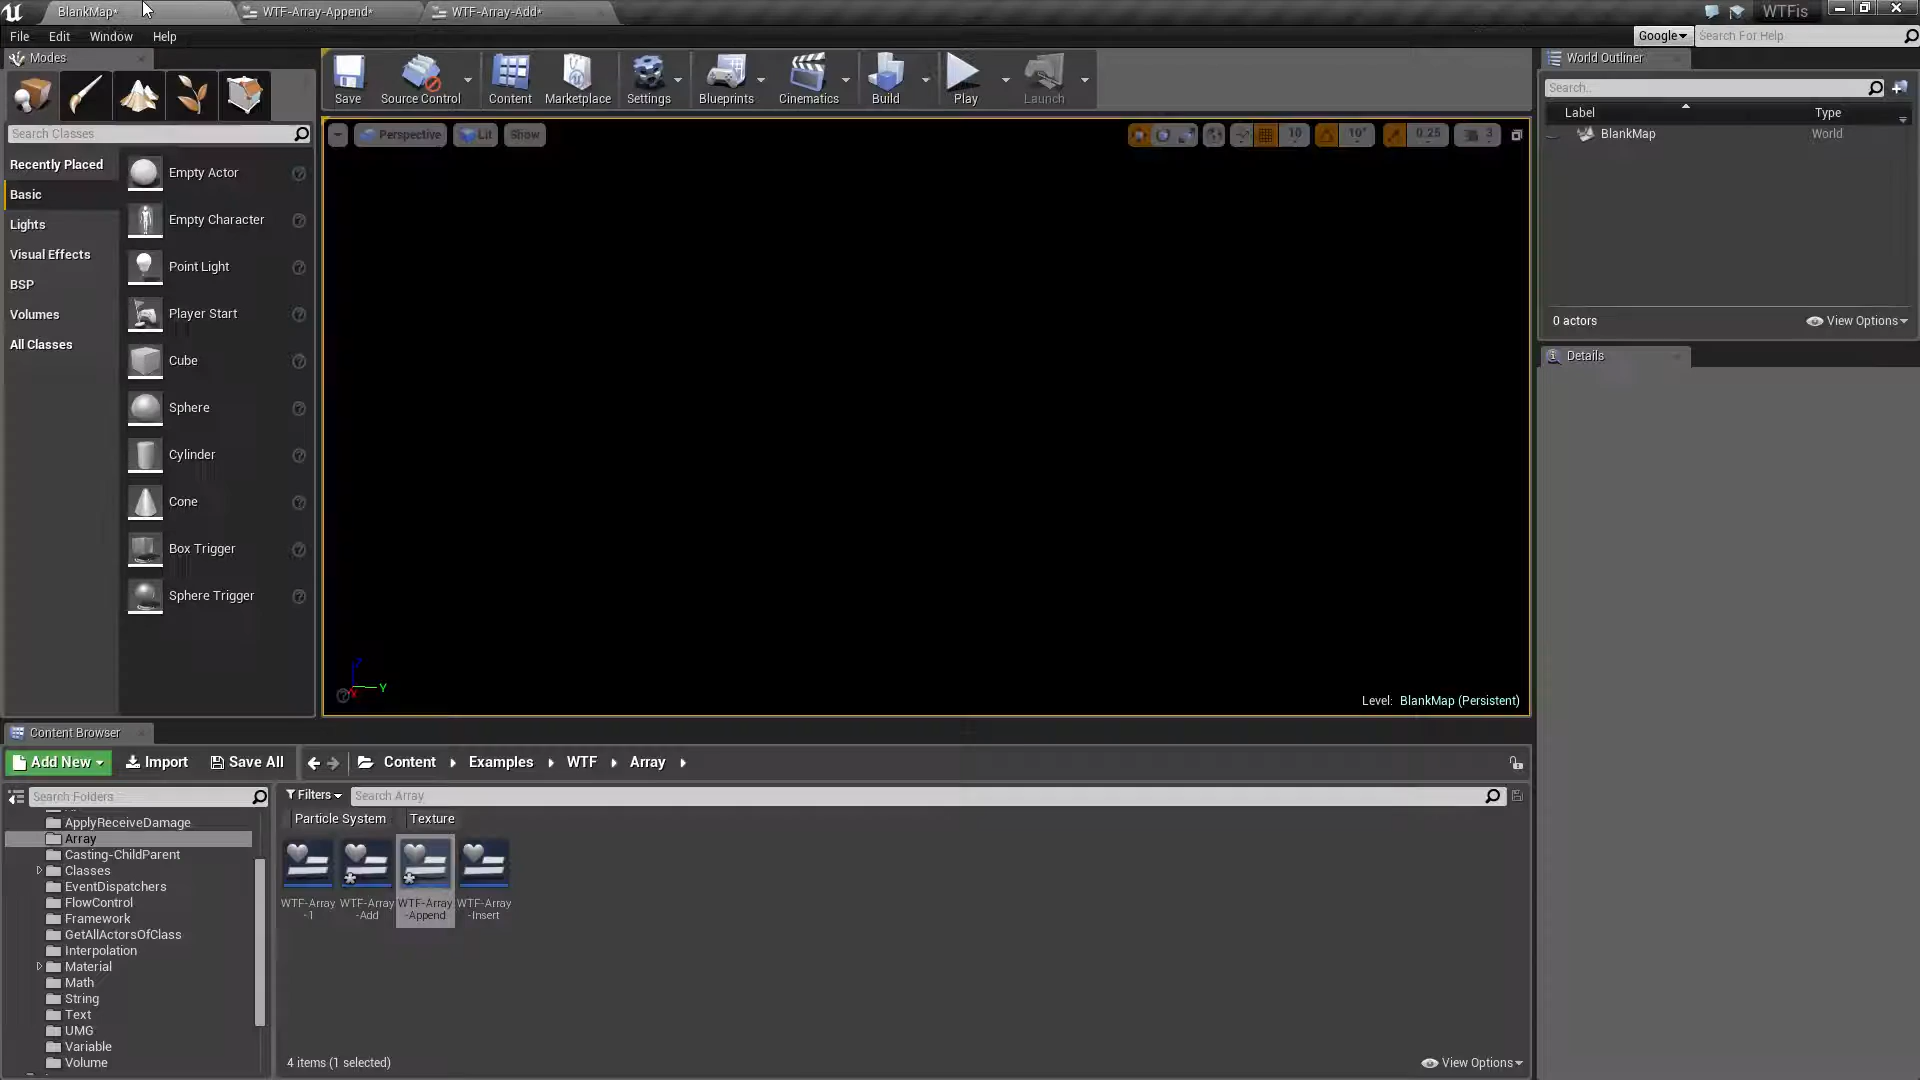 BlankMap*
WTF-Array-Append*
WTF-Array-Add*
WTFis
File Edit Window Help
Google
Search For Help
Modes
Save
Source Control
Content
Marketplace
Settings
Blueprints
Cinematics
Build
Play
Launch
World Outliner
Search...
Label
Type
BlankMap
World
0 actors
View Options
Details
Search Classes
Recently Placed
Basic
Lights
Visual Effects
BSP
Volumes
All Classes
Empty Actor
Empty Character
Point Light
Player Start
Cube
Sphere
Cylinder
Cone
Box Trigger
Sphere Trigger
Perspective
Lit
Show
10
10°
0.25
3
Y
Level: BlankMap (Persistent)
Content Browser
Add New
Import
Save All
Content
Examples
WTF
Array
Search Folders
ApplyReceiveDamage
Array
Casting-ChildParent
Classes
EventDispatchers
FlowControl
Framework
GetAllActorsOfClass
Interpolation
Material
Math
String
Text
UMG
Variable
Volume
Filters
Search Array
Particle System
Texture
WTF-Array
-1
WTF-Array
-Add
WTF-Array
-Append
WTF-Array
-Insert
4 items (1 selected)
View Options